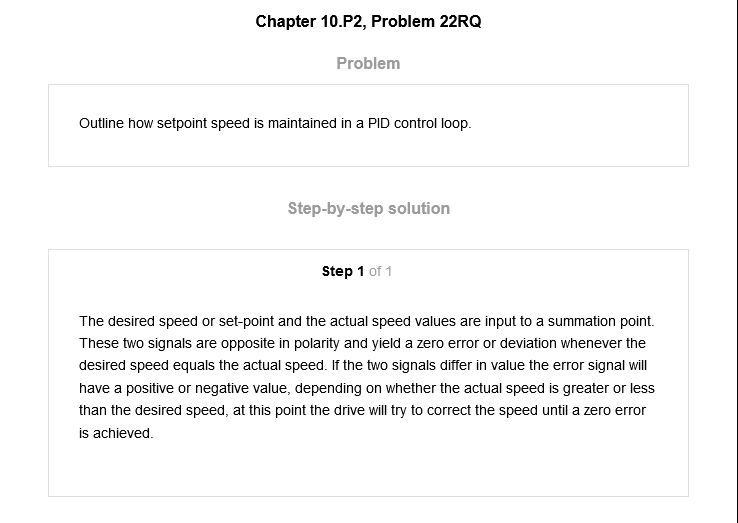 Chapter 10.P2, Problem 22RQ
Problem
Outline how setpoint speed is maintained in a PID control loop.
Step-by-step solution
Step 1 of 1
The desired speed or set-point and the actual speed values are input to a summation point.
These two signals are opposite in polarity and yield a zero error or deviation whenever the
desired speed equals the actual speed. If the two signals differ in value the error signal will
have a positive or negative value, depending on whether the actual speed is greater or less
than the desired speed, at this point the drive will try to correct the speed until a zero error
is achieved.